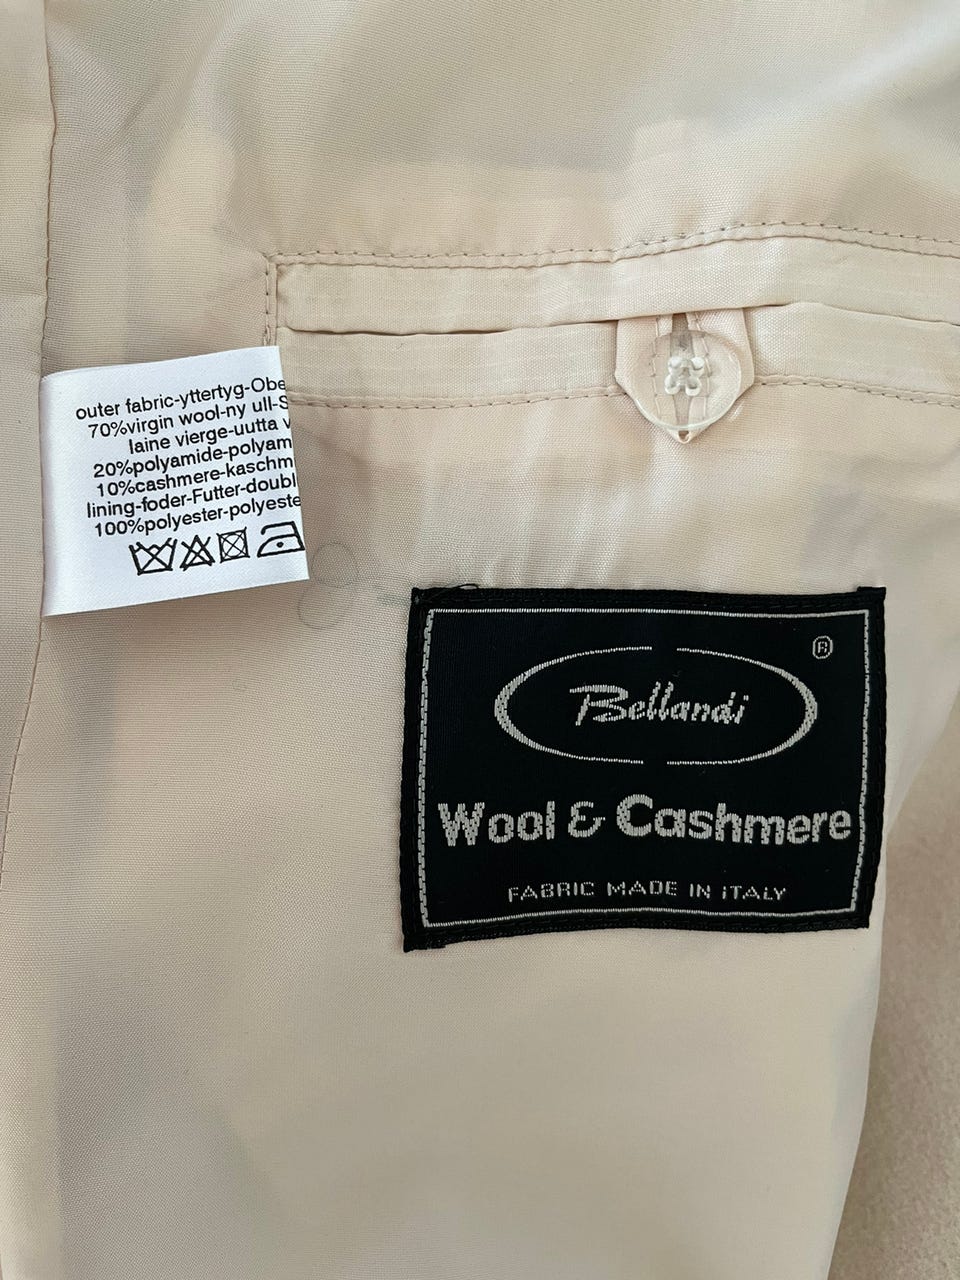 outer fabric-yttertyg-Obe
70%virgin wool-ny ull-S
laine vierge-uutta v
20%polyamide-polyam
10%cashmere-kaschm
lining-foder-Futter-doubl
100%polyester-polyeste
®
Bellandi
Wool & Cashmere
FABRIC MADE IN iTALY